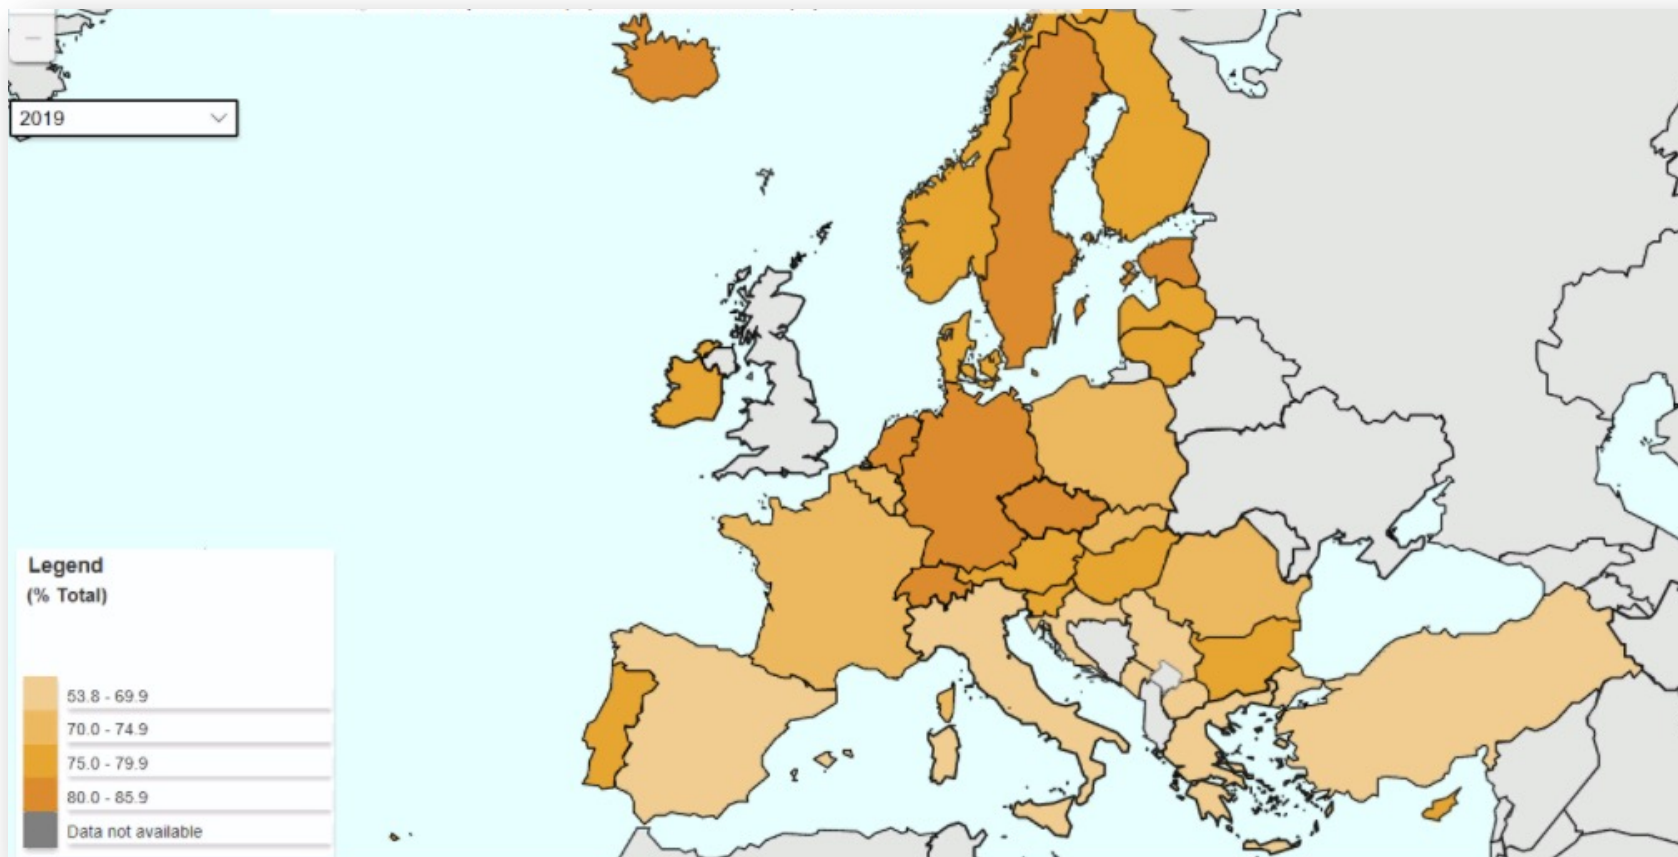 2019
Legend
(% Total)
53.8 - 69.9
70.0 - 74.9
75.0 - 79.9
80.0 - 85.9
Data not available